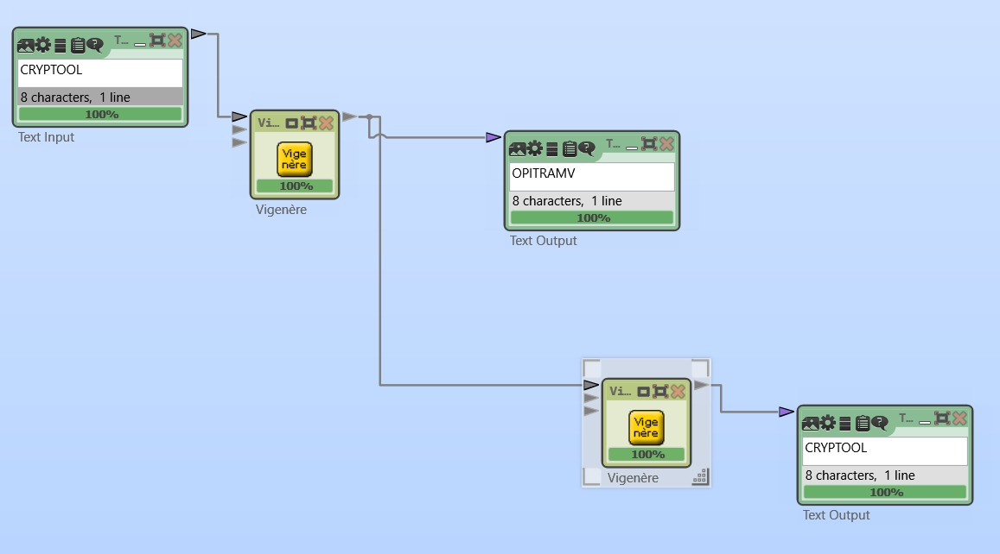 T...
CRYPTOOL
8 characters,  1 line
100%
Text Input
Vi...
Vige
nère
100%
Vigenère
T...
OPITRAMV
8 characters,  1 line
100%
Text Output
Vi...
Vige
nère
100%
Vigenère
T...
CRYPTOOL
8 characters,  1 line
100%
Text Output